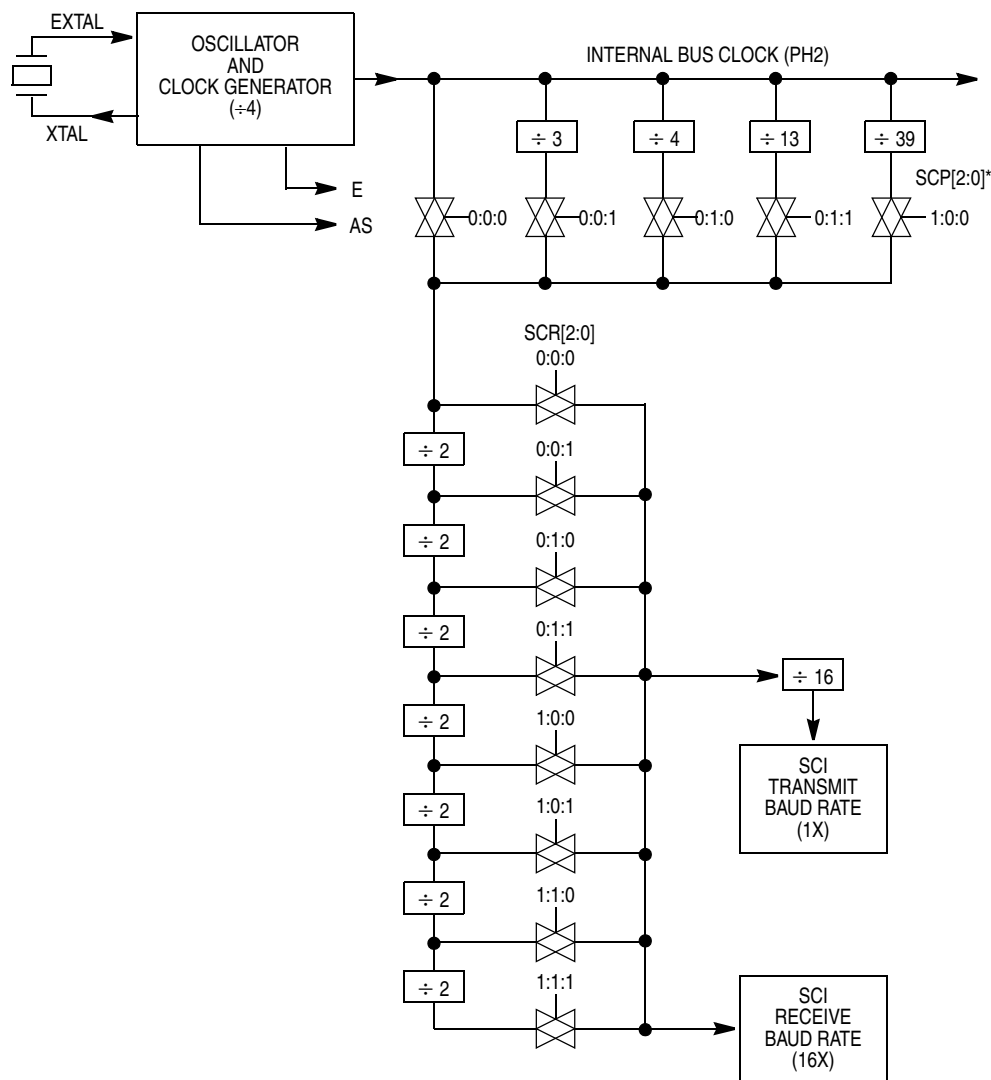 EXTAL
XTAL
OSCILLATOR
AND
CLOCK GENERATOR
(÷4)
E
AS
INTERNAL BUS CLOCK (PH2)
÷ 3
÷ 4
÷ 13
÷ 39
SCP[2:0]*
0:0:0
0:0:1
0:1:0
0:1:1
1:0:0
SCR[2:0]
0:0:0
÷ 2
0:0:1
÷ 2
0:1:0
÷ 2
0:1:1
÷ 16
÷ 2
1:0:0
SCI
TRANSMIT
BAUD RATE
(1X)
÷ 2
1:0:1
÷ 2
1:1:0
÷ 2
1:1:1
SCI
RECEIVE
BAUD RATE
(16X)